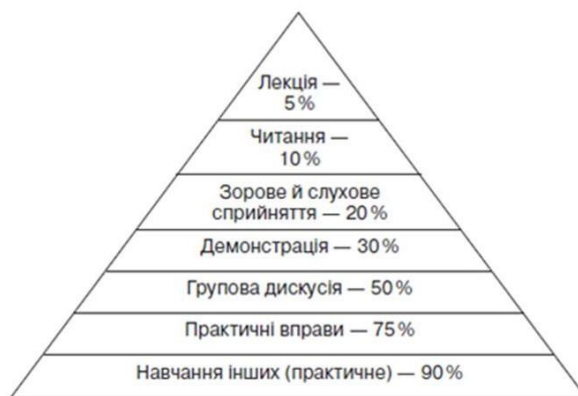 Лекція —
5 %
Читання —
10 %
Зорове й слухове
сприйняття — 20 %
Демонстрація — 30 %
Групова дискусія — 50 %
Практичні вправи — 75 %
Навчання інших (практичне) — 90 %